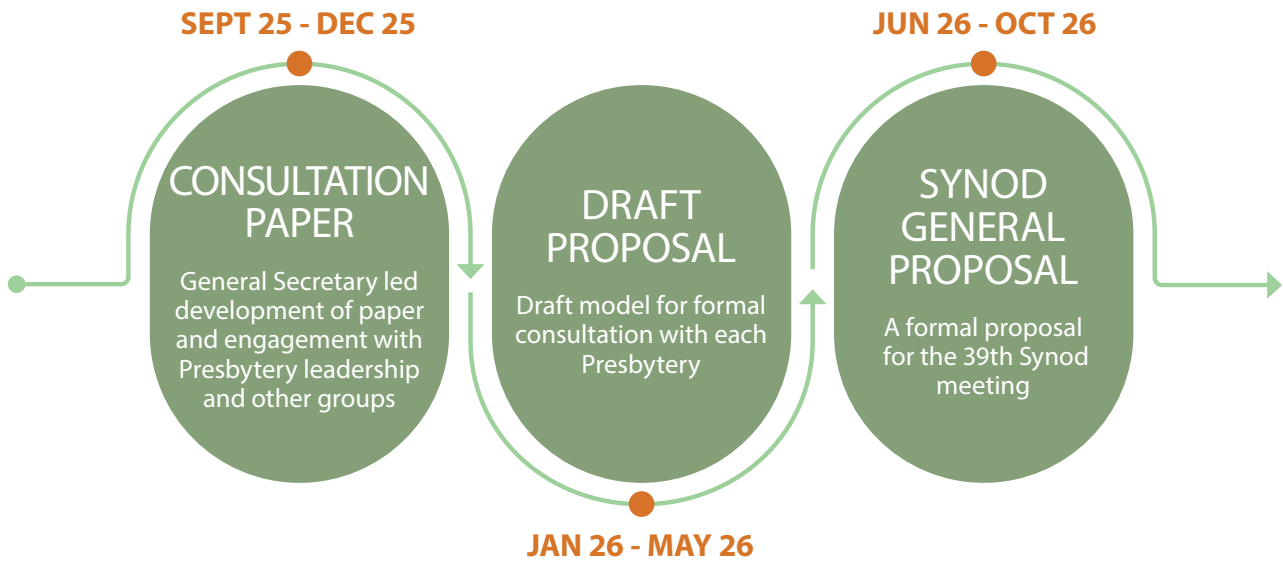 SEPT 25 - DEC 25
CONSULTATION
PAPER
General Secretary led
development of paper
and engagement with
Presbytery leadership
and other groups
DRAFT
PROPOSAL
Draft model for formal
consultation with each
Presbytery
JAN 26 - MAY 26
JUN 26 - OCT 26
SYNOD
GENERAL
PROPOSAL
A formal proposal
for the 39th Synod
meeting